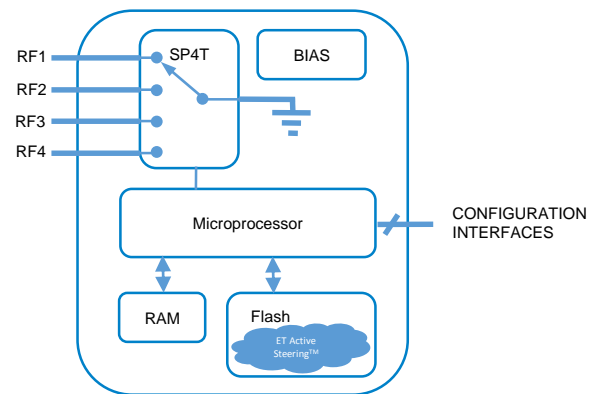 RF1
SP4T
BIAS
RF2
RF3
RF4
Microprocessor
CONFIGURATION
INTERFACES
RAM
Flash
ET Active
Steering™